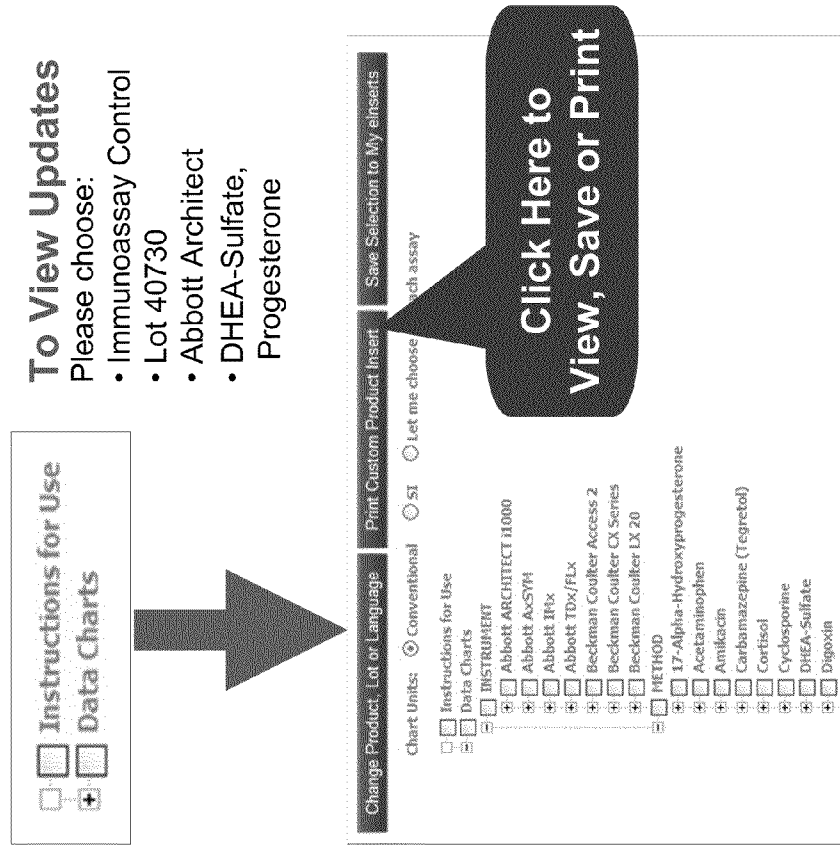 To View Updates
Please choose:
• Immunoassay Control
• Lot 40730
• Abbott Architect
• DHEA-Sulfate,
Progesterone
Instructions for Use
Data Charts
Change Product, Lot or Language
Print Custom Product Insert
Save Selection to My eInserts
Chart Units: Conventional SI Let me choose ach assay
Instructions for Use
Data Charts
INSTRUMENT
Abbott ARCHITECT i1000
Abbott AxSYM
Abbott IMx
Abbott TDx/FLx
Beckman Coulter Access 2
Beckman Coulter CX Series
Beckman Coulter LX 20
METHOD
17-Alpha-Hydroxyprogesterone
Acetaminophen
Amikacin
Carbamazepine (Tegretol)
Cortisol
Cyclosporine
DHEA-Sulfate
Digoxin
Click Here to
View, Save or Print